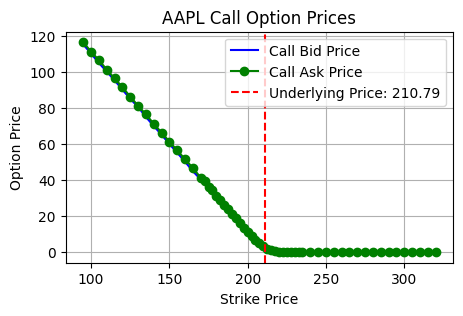 AAPL Call Option Prices
120
100
80
60
40
20
0
Option Price
Call Bid Price
Call Ask Price
Underlying Price: 210.79
100
150
200
250
300
Strike Price